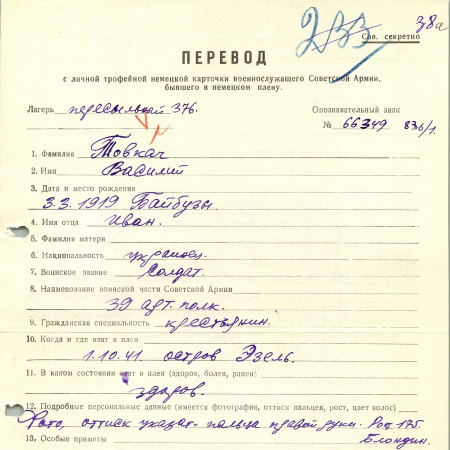 38а
Сов. секретно
ПЕРЕВОД
с личной трофейной немецкой карточки военнослужащего Советской Армии,
бывшего в немецком плену.
Лагерь пересыльный 376. Опознавательный знак
№ 66349 836/1.
1. Фамилия Товкач
2. Имя Василий
3. Дата и место рождения
3.3.1919 Байбузы.
4. Имя отца Иван.
5. Фамилия матери
6. Национальность украинец.
7. Воинское звание Солдат.
8. Наименование воинской части Советской Армии
39 арт. полк.
9. Гражданская специальность крестьянин.
10. Когда и где взят в плен
1.10.41. остров Эзель.
11. В каком состоянии взят в плен (здоров, болен, ранен)
здоров.
12. Подробные персональные данные (имеется фотография, оттиск пальцев, рост, цвет волос)
Фото, оттиск указат. пальца правой руки. Рост 175.
13. Особые приметы Блондин.